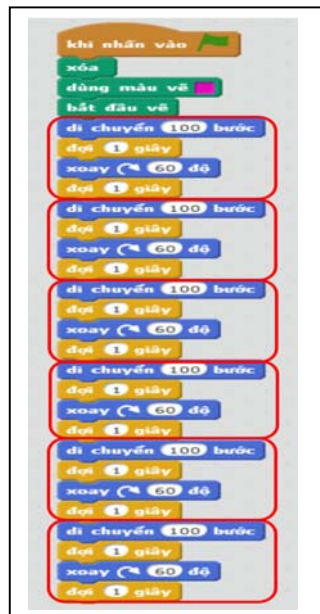 khi nhấn vào
xóa
dùng màu vẽ
bắt đầu vẽ
di chuyển 100 bước
đợi 1 giây
xoay 60 độ
đợi 1 giây
di chuyển 100 bước
đợi 1 giây
xoay 60 độ
đợi 1 giây
di chuyển 100 bước
đợi 1 giây
xoay 60 độ
đợi 1 giây
di chuyển 100 bước
đợi 1 giây
xoay 60 độ
đợi 1 giây
di chuyển 100 bước
đợi 1 giây
xoay 60 độ
đợi 1 giây
di chuyển 100 bước
đợi 1 giây
xoay 60 độ
đợi 1 giây